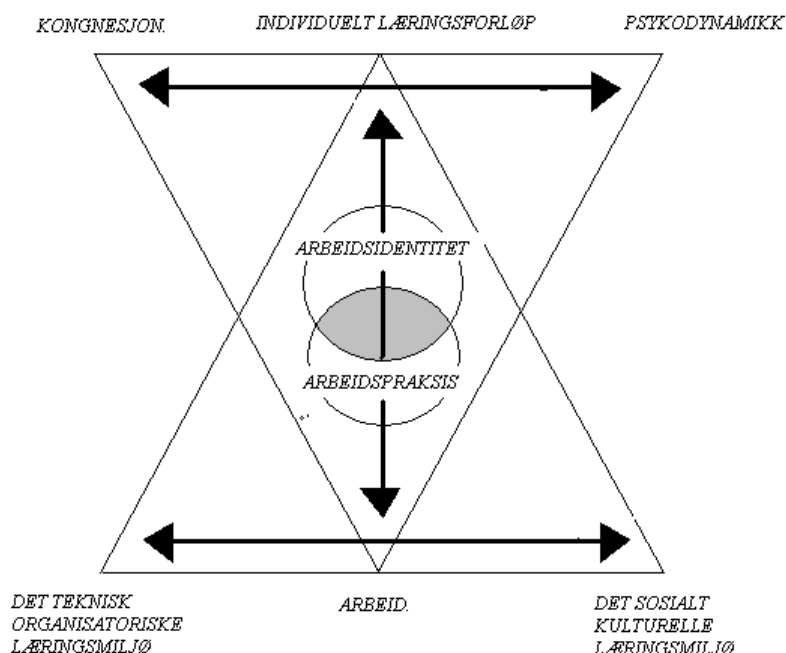 KONGNESJON.
INDIVIDUELT LÆRINGSFORLØP
PSYKODYNAMIKK
ARBEIDSIDENTITET
ARBEIDSPRAKSIS
DET TEKNISK
ORGANISATORISKE
LÆRINGSMILJØ
ARBEID.
DET SOSIALT
KULTURELLE
LÆRINGSMILJØ